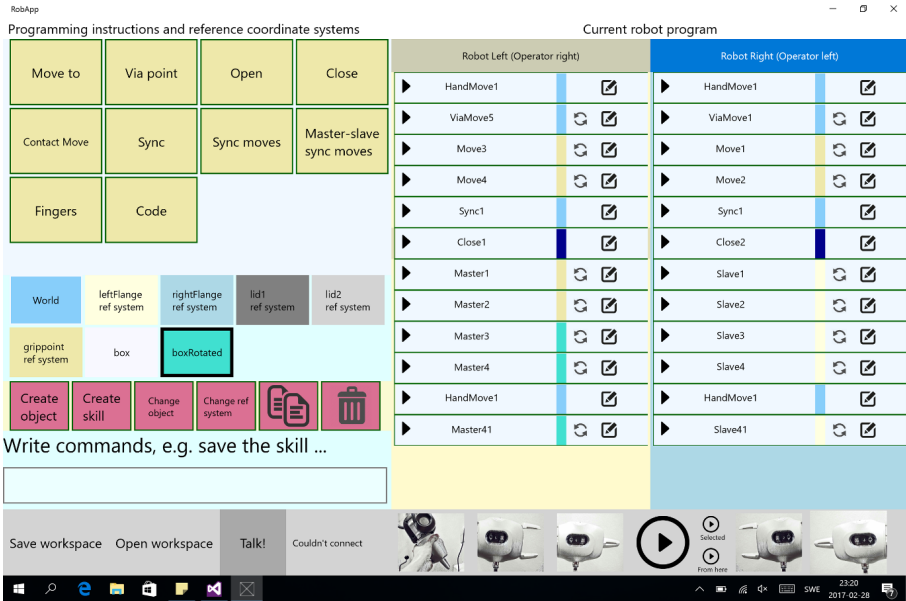 RobApp
Programming instructions and reference coordinate systems
Current robot program
Move to
Via point
Open
Close
Contact Move
Sync
Sync moves
Master-slave
sync moves
Fingers
Code
World
leftFlange
ref system
rightFlange
ref system
lid1
ref system
lid2
ref system
grippoint
ref system
box
boxRotated
Create
object
Create
skill
Change
object
Change ref
system
Write commands, e.g. save the skill ...
Robot Left (Operator right)
HandMove1
ViaMove5
Move3
Move4
Sync1
Close1
Master1
Master2
Master3
Master4
HandMove1
Master41
Robot Right (Operator left)
HandMove1
ViaMove1
Move1
Move2
Sync1
Close2
Slave1
Slave2
Slave3
Slave4
HandMove1
Slave41
Save workspace
Open workspace
Talk!
Couldn't connect
Selected
From here
SWE
23:20
2017-02-28
7